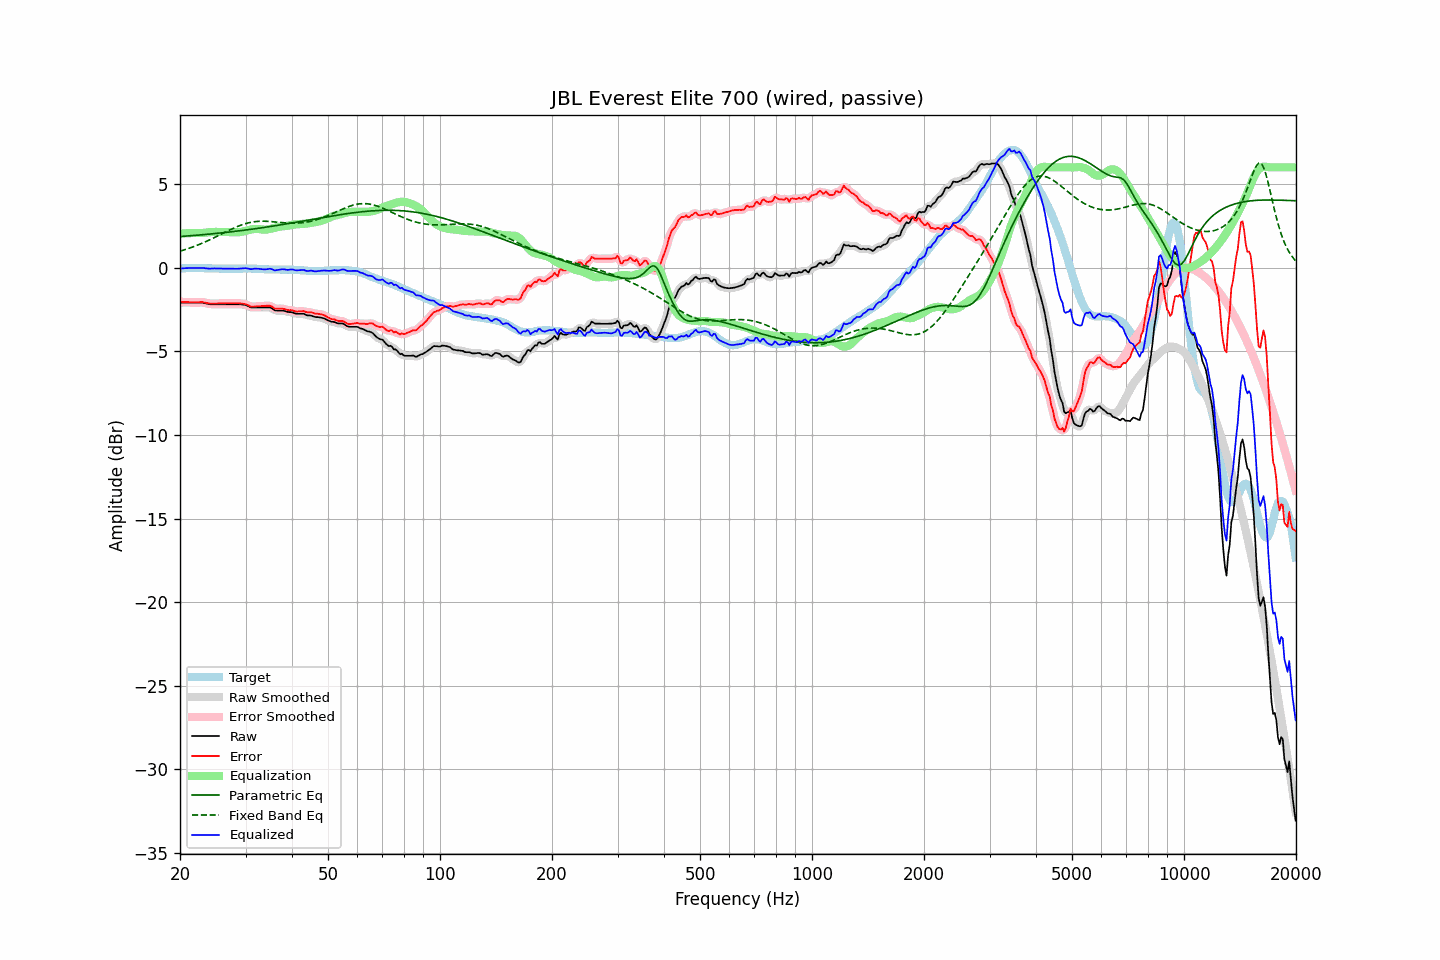 JBL Everest Elite 700 (wired, passive)
5
0
−5
−10
−15
−20
−25
−30
−35
Amplitude (dBr)
Target
Raw Smoothed
Error Smoothed
Raw
Error
Equalization
Parametric Eq
Fixed Band Eq
Equalized
20 50 100 200 500 1000 2000 5000 10000 20000
Frequency (Hz)